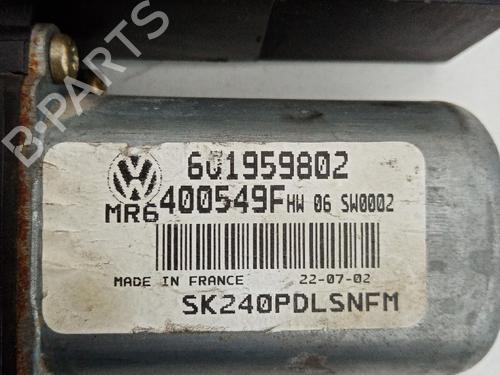 6Q1959802
MR6400549F HW 06 SW0002
MADE IN FRANCE 22-07-02
SK240PDLSNFM
B-PARTS